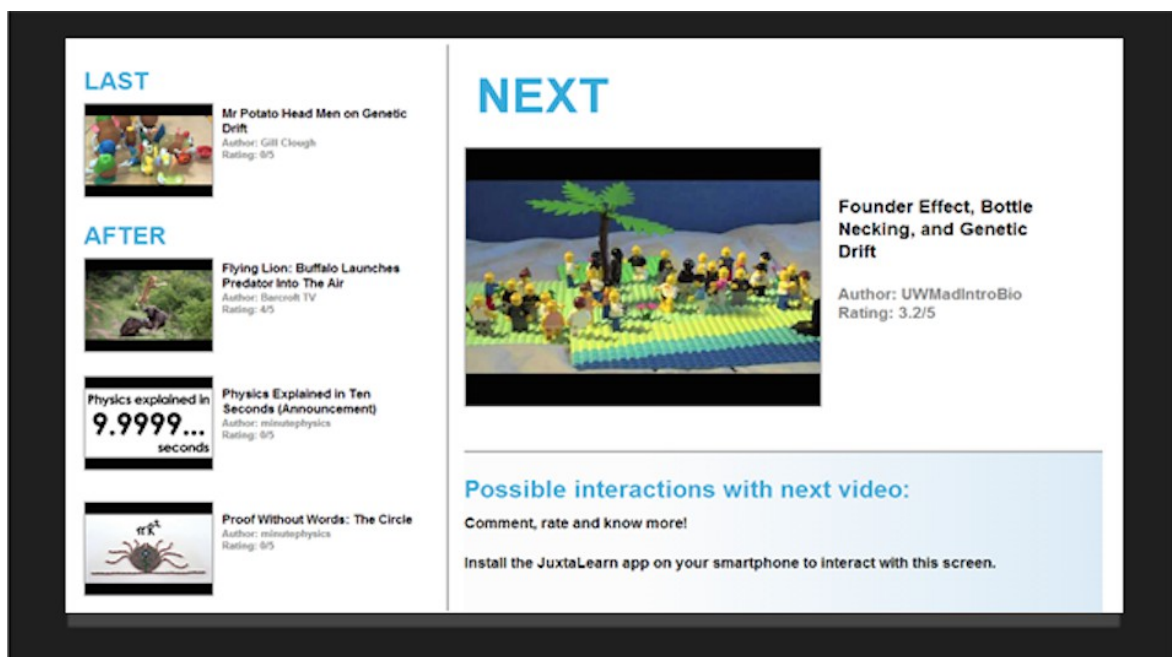 LAST
Mr Potato Head Men on Genetic
Drift
Author: Gill Clough
Rating: 0/5
AFTER
Flying Lion: Buffalo Launches
Predator Into The Air
Author: Barcroft TV
Rating: 4/5
Physics explained in
9.9999...
seconds
Physics Explained in Ten
Seconds (Announcement)
Author: minutephysics
Rating: 0/5
πR²
Proof Without Words: The Circle
Author: minutephysics
Rating: 0/5
NEXT
Founder Effect, Bottle
Necking, and Genetic
Drift
Author: UWMadIntroBio
Rating: 3.2/5
Possible interactions with next video:
Comment, rate and know more!
Install the JuxtaLearn app on your smartphone to interact with this screen.